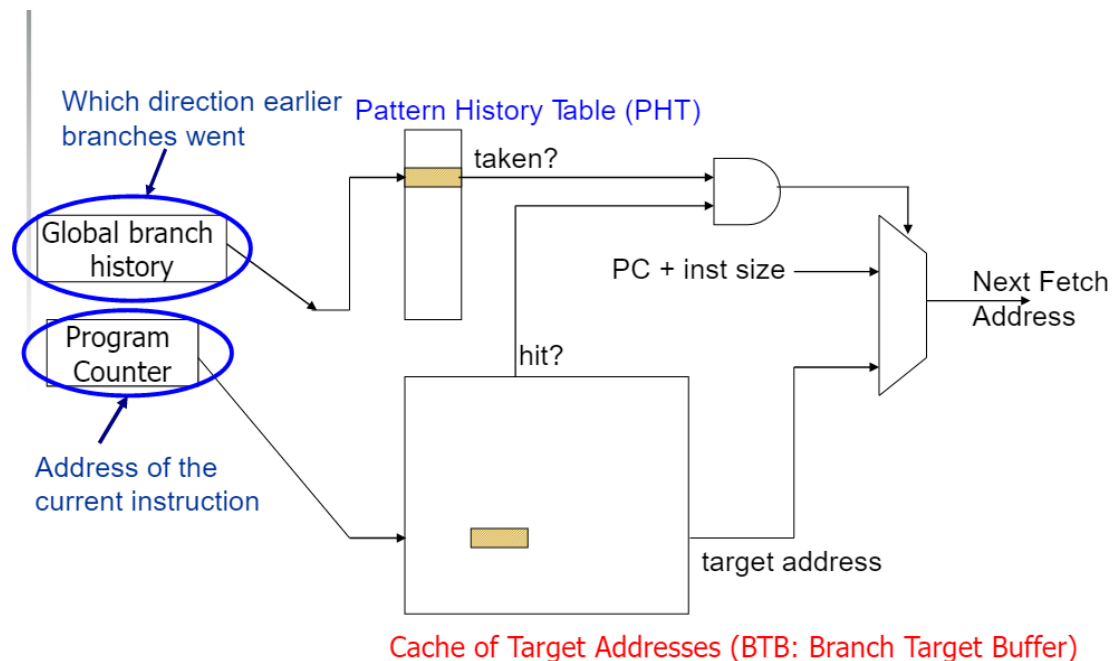 Which direction earlier
branches went
Pattern History Table (PHT)
taken?
Global branch
history
PC + inst size
Next Fetch
Address
Program
Counter
hit?
Address of the
current instruction
target address
Cache of Target Addresses (BTB: Branch Target Buffer)